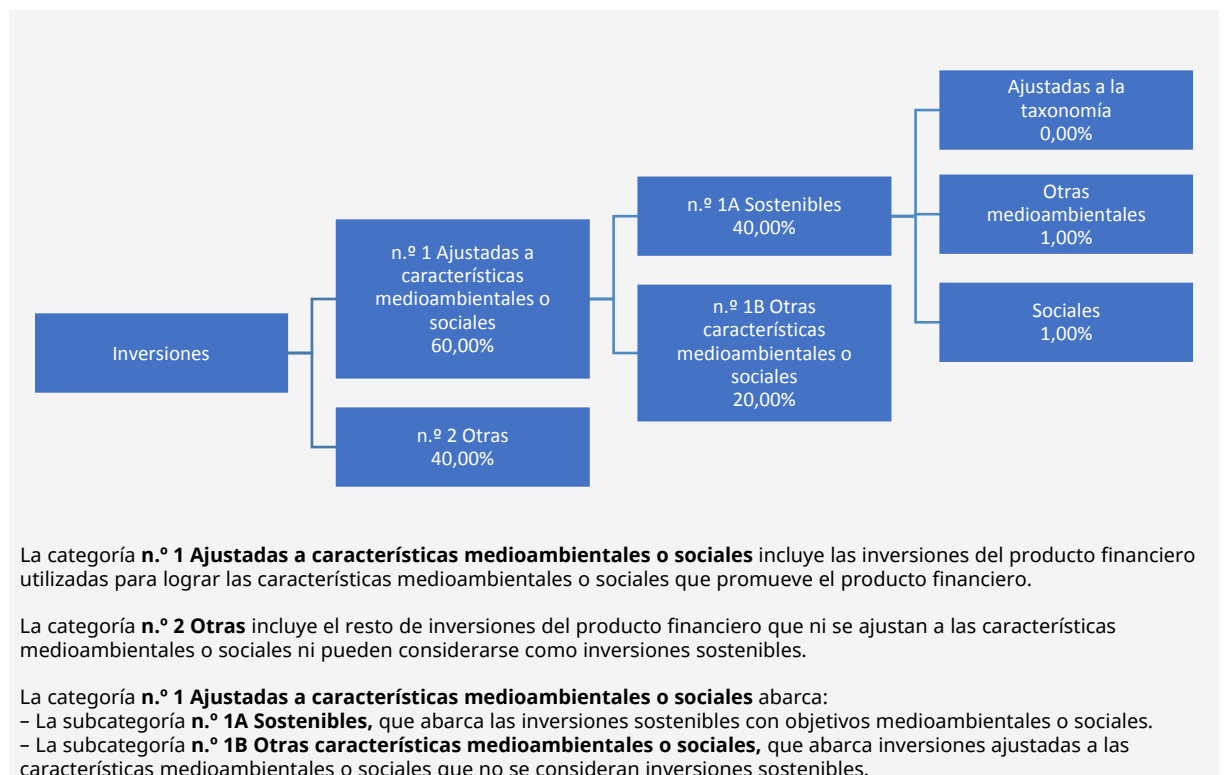 Inversiones
n.º 1 Ajustadas a
características
medioambientales o
sociales
60,00%
n.º 2 Otras
40,00%
n.º 1A Sostenibles
40,00%
n.º 1B Otras
características
medioambientales o
sociales
20,00%
Ajustadas a la
taxonomía
0,00%
Otras
medioambientales
1,00%
Sociales
1,00%
La categoría n.º 1 Ajustadas a características medioambientales o sociales incluye las inversiones del producto financiero
utilizadas para lograr las características medioambientales o sociales que promueve el producto financiero.
La categoría n.º 2 Otras incluye el resto de inversiones del producto financiero que ni se ajustan a las características
medioambientales o sociales ni pueden considerarse como inversiones sostenibles.
La categoría n.º 1 Ajustadas a características medioambientales o sociales abarca:
– La subcategoría n.º 1A Sostenibles, que abarca las inversiones sostenibles con objetivos medioambientales o sociales.
– La subcategoría n.º 1B Otras características medioambientales o sociales, que abarca inversiones ajustadas a las
características medioambientales o sociales que no se consideran inversiones sostenibles.